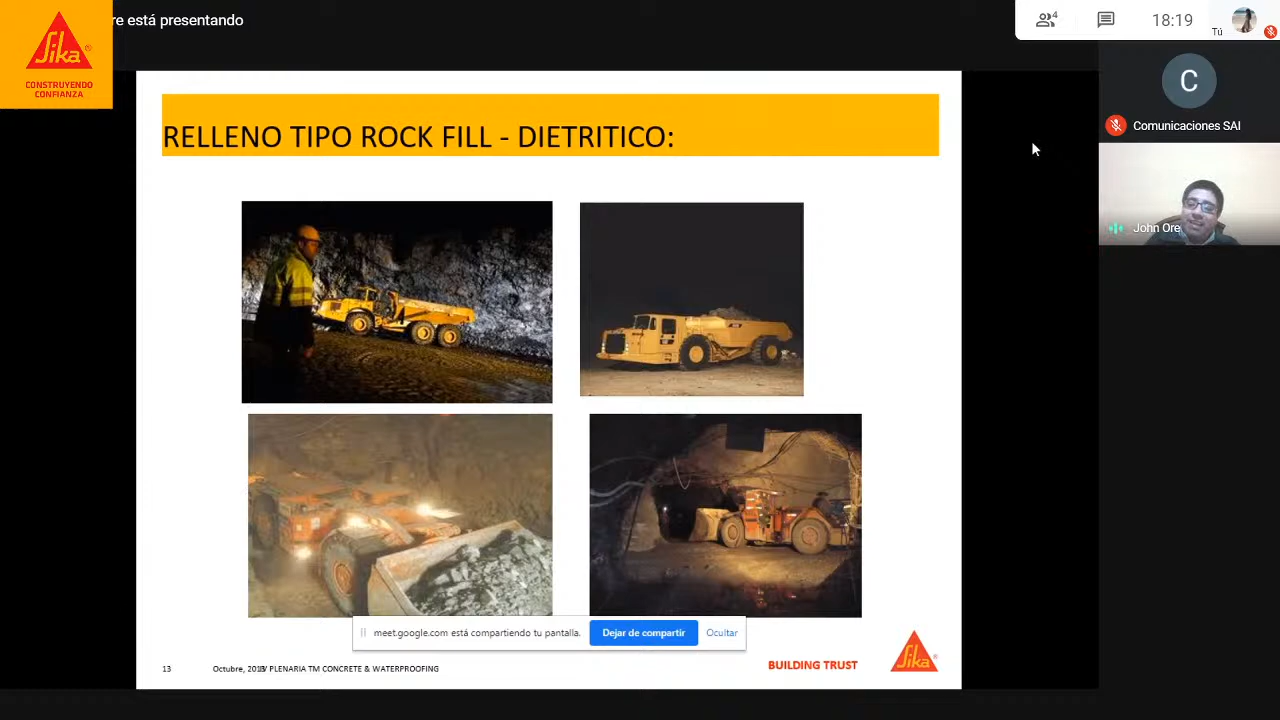 Sika®
CONSTRUYENDO
CONFIANZA
re está presentando
4
18:19
Tú
C
Comunicaciones SAI
John Ore
RELLENO TIPO ROCK FILL - DIETRITICO:
meet.google.com está compartiendo tu pantalla.
Dejar de compartir
Ocultar
13
Octubre, PLENARIA TM CONCRETE & WATERPROOFING
BUILDING TRUST
Sika®